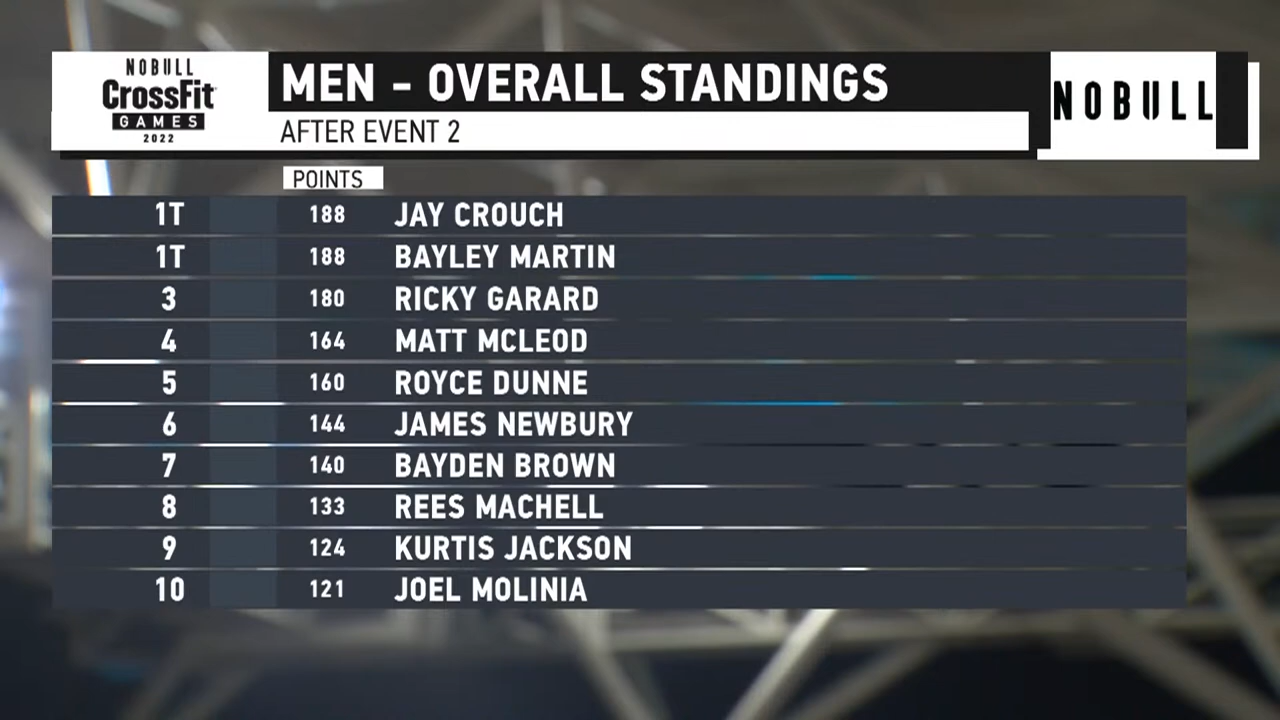 NOBULL
CrossFit
GAMES
2022
MEN - OVERALL STANDINGS
AFTER EVENT 2
NOBULL
POINTS
1T 188 JAY CROUCH
1T 188 BAYLEY MARTIN
3 180 RICKY GARARD
4 164 MATT MCLEOD
5 160 ROYCE DUNNE
6 144 JAMES NEWBURY
7 140 BAYDEN BROWN
8 133 REES MACHELL
9 124 KURTIS JACKSON
10 121 JOEL MOLINIA